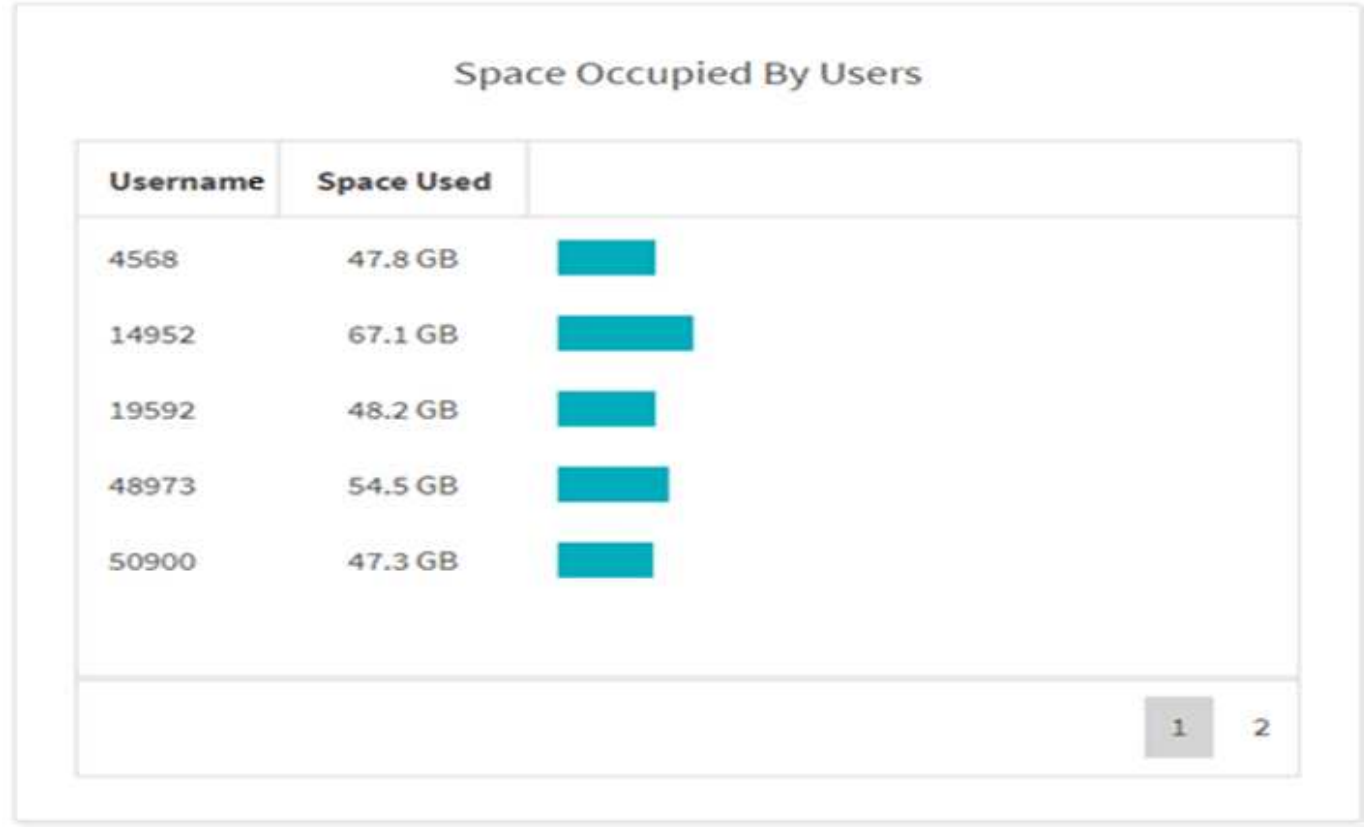 Space Occupied By Users
Username Space Used
4568 47.8 GB
14952 67.1 GB
19592 48.2 GB
48973 54.5 GB
50900 47.3 GB
1 2